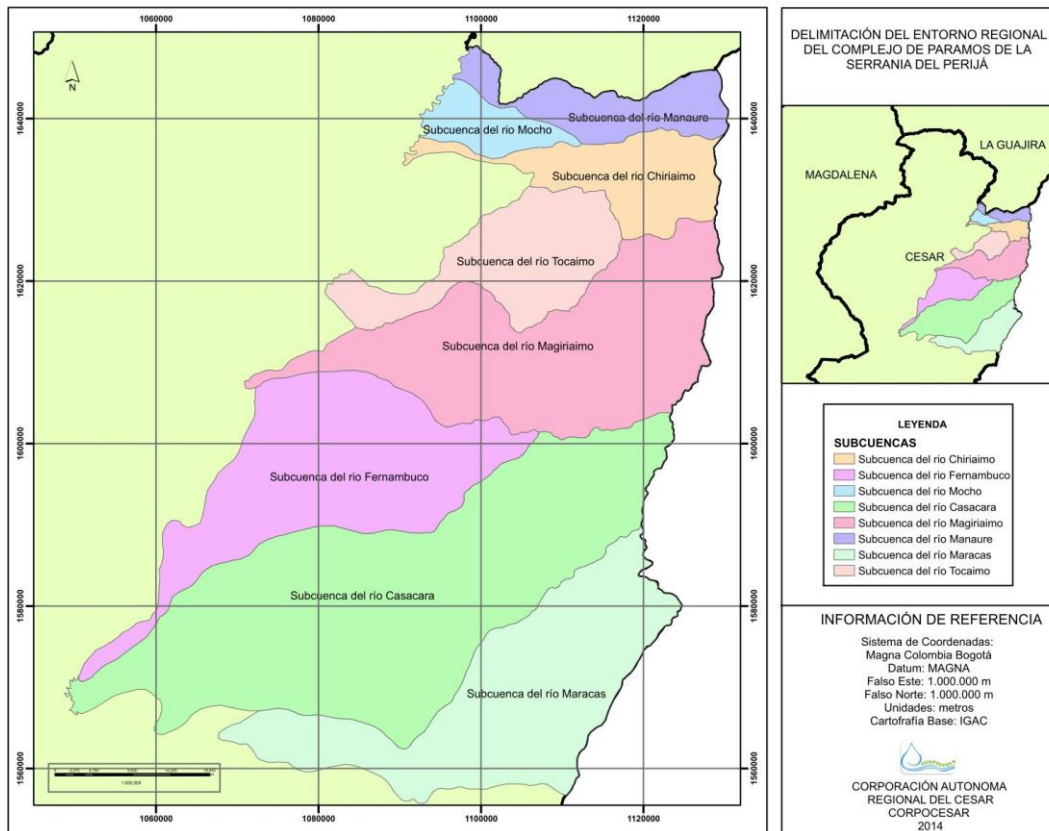 1060000 1080000 1100000 1120000
1640000
1620000
1600000
1580000
1560000
N
Subcuenca del río Manaure
Subcuenca del río Mocho
Subcuenca del río Chiriaimo
Subcuenca del río Tocaimo
Subcuenca del río Magiriaimo
Subcuenca del río Fernambuco
Subcuenca del río Casacara
Subcuenca del río Maracas
1640000
1620000
1600000
1580000
1560000
1060000 1080000 1100000 1120000
DELIMITACIÓN DEL ENTORNO REGIONAL
DEL COMPLEJO DE PARAMOS DE LA
SERRANIA DEL PERIJÁ
LA GUAJIRA
MAGDALENA
CESAR
LEYENDA
SUBCUENCAS
Subcuenca del río Chiriaimo
Subcuenca del río Fernambuco
Subcuenca del río Mocho
Subcuenca del río Casacara
Subcuenca del río Magiriaimo
Subcuenca del río Manaure
Subcuenca del río Maracas
Subcuenca del río Tocaimo
INFORMACIÓN DE REFERENCIA
Sistema de Coordenadas:
Magna Colombia Bogotá
Datum: MAGNA
Falso Este: 1.000.000 m
Falso Norte: 1.000.000 m
Unidades: metros
Cartofrafía Base: IGAC
CORPORACIÓN AUTONOMA
REGIONAL DEL CESAR
CORPOCESAR
2014